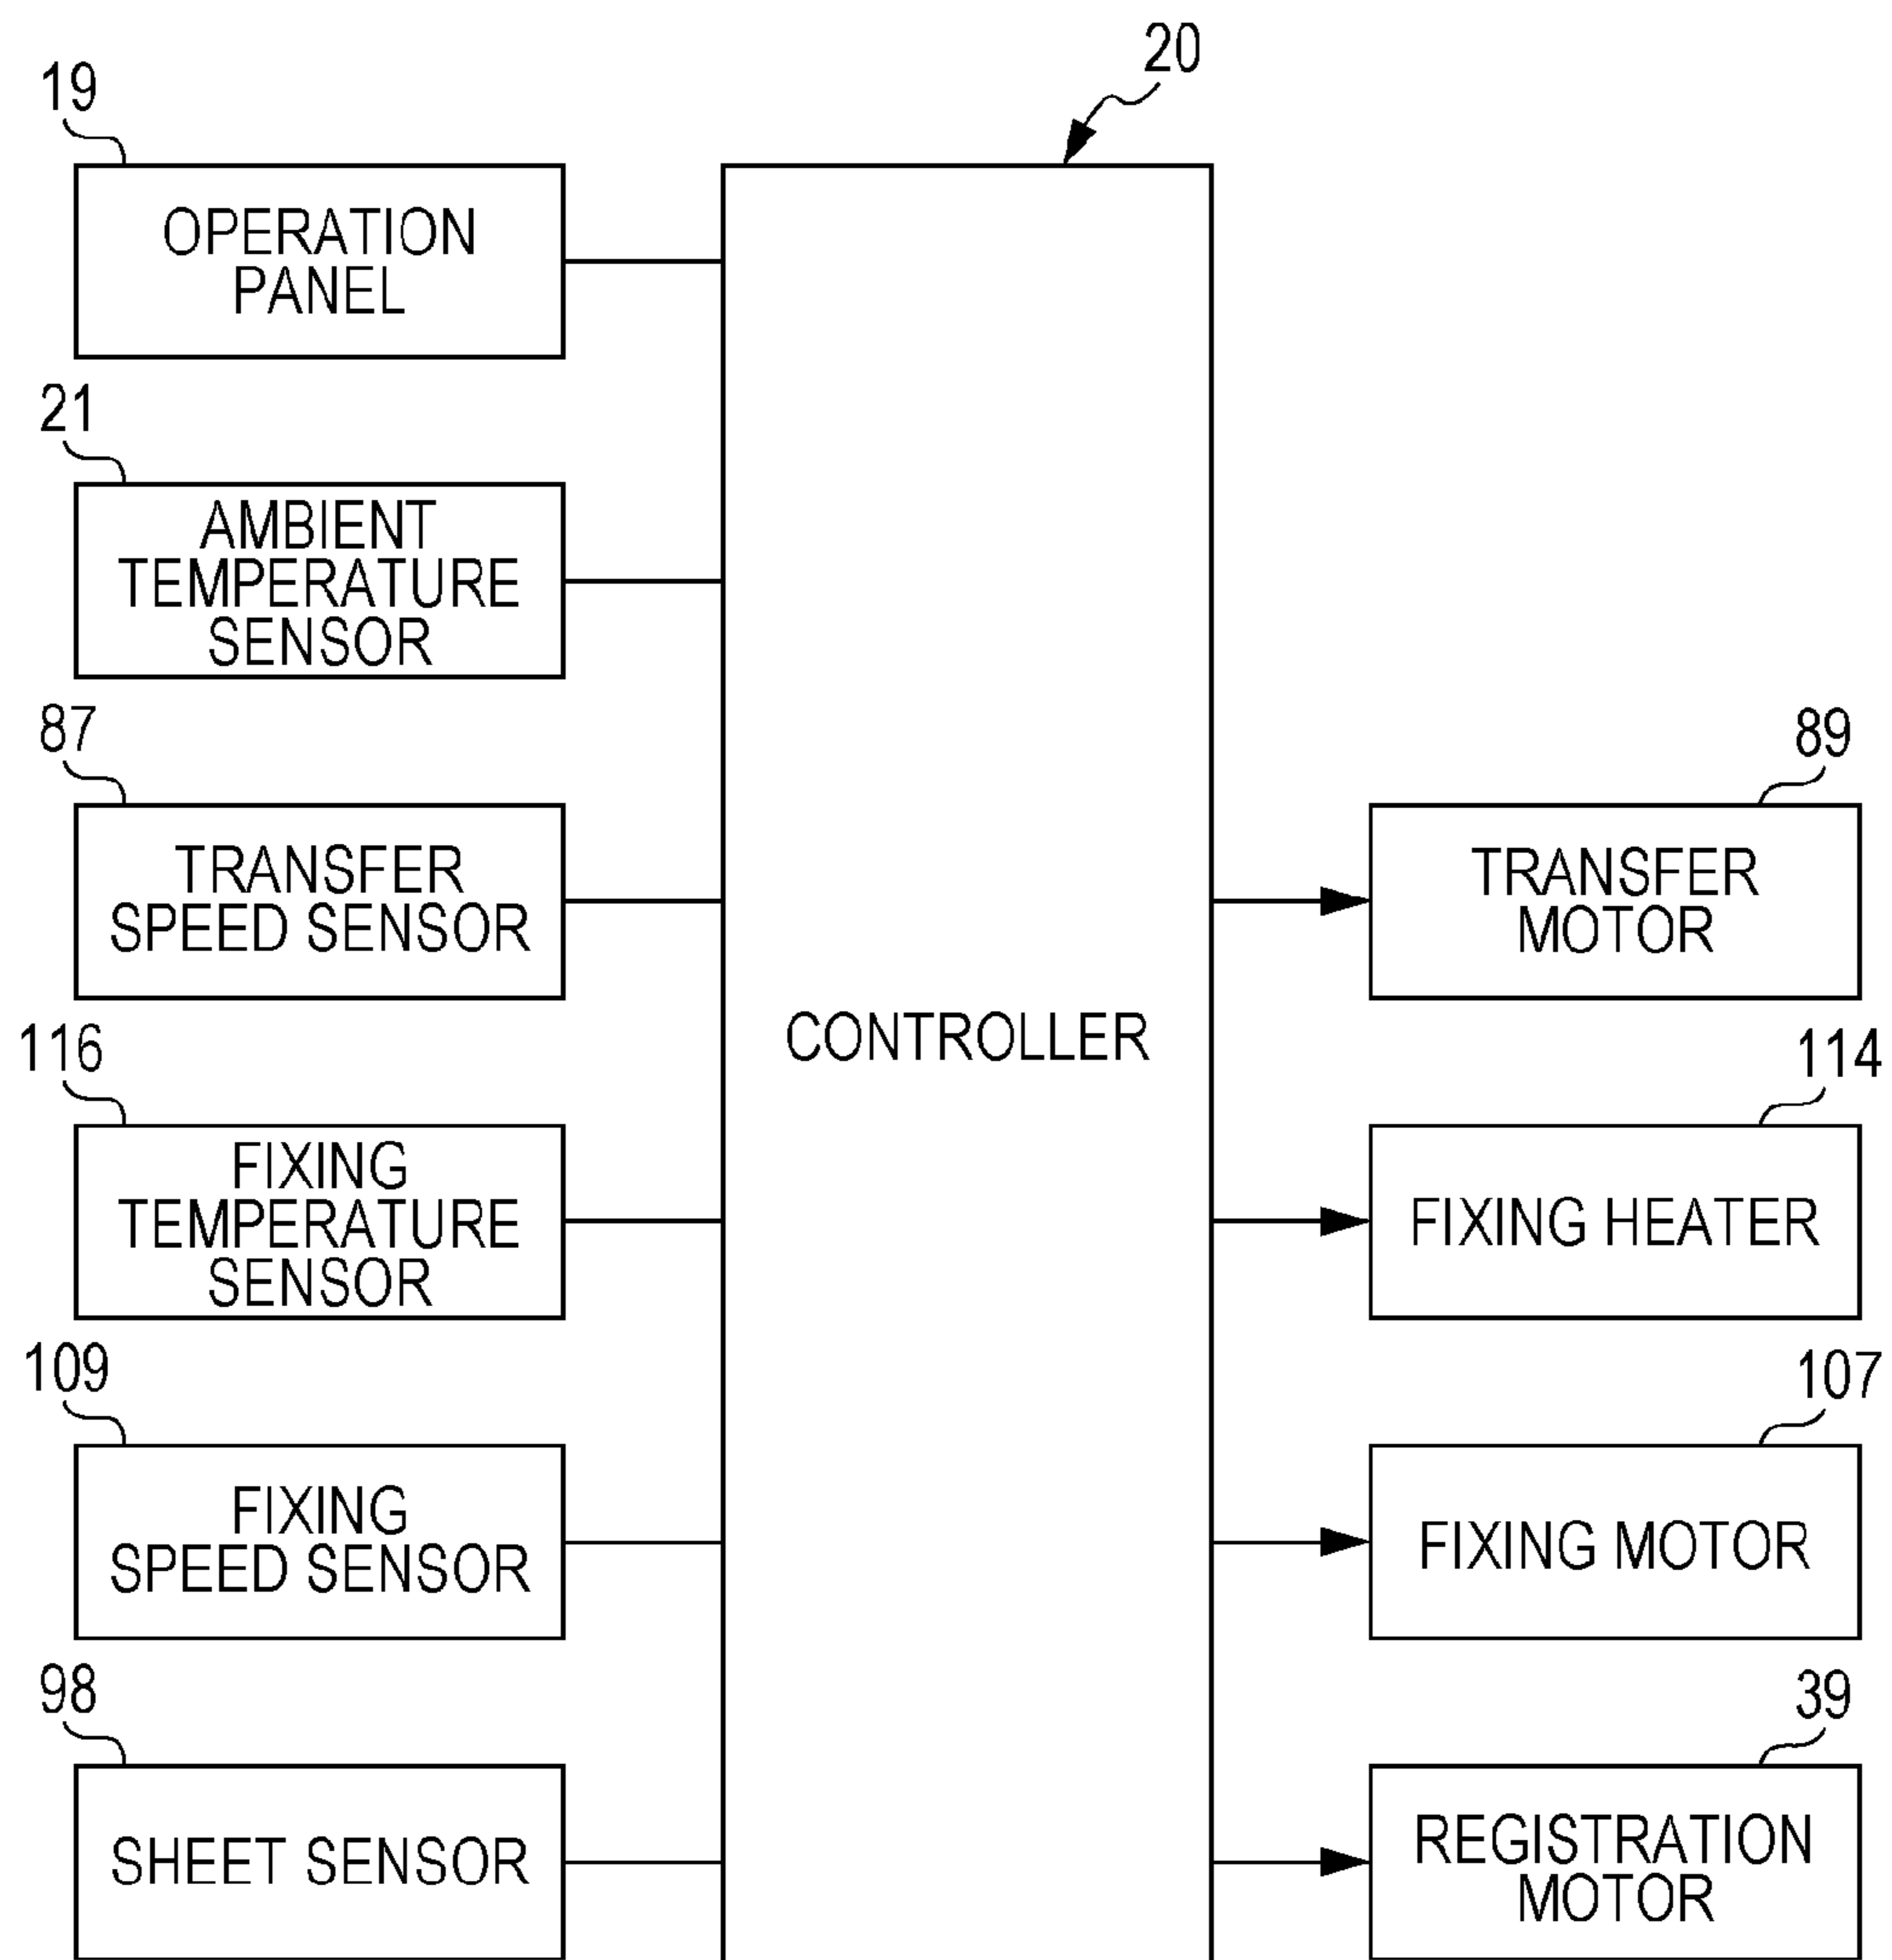 20
19
OPERATION
PANEL
21
AMBIENT
TEMPERATURE
SENSOR
87
TRANSFER
SPEED SENSOR
116
FIXING
TEMPERATURE
SENSOR
109
FIXING
SPEED SENSOR
98
SHEET SENSOR
CONTROLLER
89
TRANSFER
MOTOR
114
FIXING HEATER
107
FIXING MOTOR
39
REGISTRATION
MOTOR